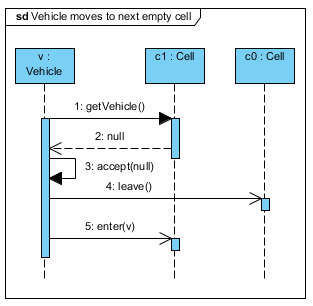 sd Vehicle moves to next empty cell
v :
Vehicle
c1 : Cell
c0 : Cell
1: getVehicle()
2: null
3: accept(null)
4: leave()
5: enter(v)